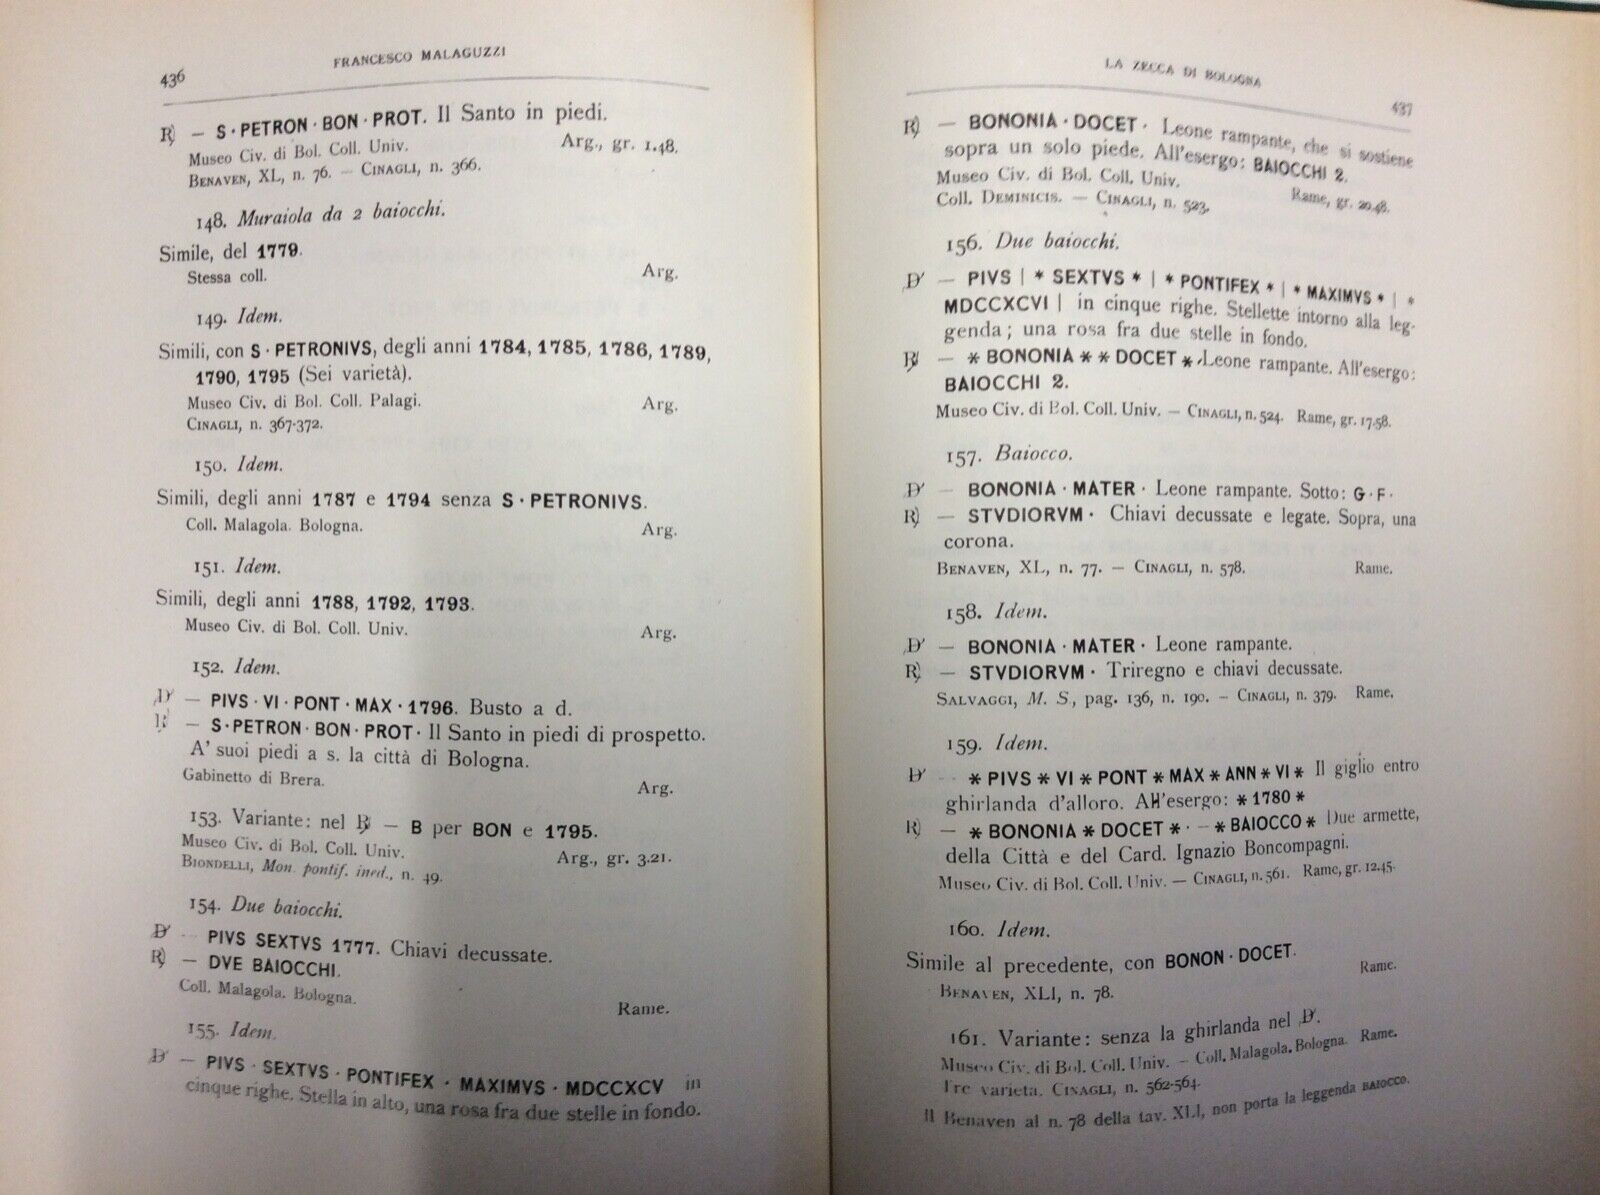 436
FRANCESCO MALAGUZZI
R) — S·PETRON·BON·PROT. Il Santo in piedi.
Museo Civ. di Bol. Coll. Univ. Arg., gr. 1.48.
BENAVEN, XL, n. 76. — CINAGLI, n. 366.
148. Muraiola da 2 baiocchi.
Simile, del 1779.
Stessa coll. Arg.
149. Idem.
Simili, con S·PETRONIVS, degli anni 1784, 1785, 1786, 1789,
1790, 1795 (Sei varietà).
Museo Civ. di Bol. Coll. Palagi. Arg.
CINAGLI, n. 367-372.
150. Idem.
Simili, degli anni 1787 e 1794 senza S·PETRONIVS.
Coll. Malagola. Bologna. Arg.
151. Idem.
Simili, degli anni 1788, 1792, 1793.
Museo Civ. di Bol. Coll. Univ. Arg.
152. Idem.
D' — PIVS·VI·PONT·MAX·1796. Busto a d.
R) — S·PETRON·BON·PROT· Il Santo in piedi di prospetto.
A' suoi piedi a s. la città di Bologna.
Gabinetto di Brera. Arg.
153. Variante: nel R) — B per BON e 1795.
Museo Civ. di Bol. Coll. Univ. Arg., gr. 3.21.
BIONDELLI, Mon. pontif. ined., n. 49.
154. Due baiocchi.
D' — PIVS SEXTVS 1777. Chiavi decussate.
R) — DVE BAIOCCHI.
Coll. Malagola. Bologna. Rame.
155. Idem.
D' — PIVS·SEXTVS·PONTIFEX·MAXIMVS·MDCCXCV in
cinque righe. Stella in alto, una rosa fra due stelle in fondo.
LA ZECCA DI BOLOGNA
437
R) — BONONIA·DOCET· Leone rampante, che si sostiene
sopra un solo piede. All'esergo: BAIOCCHI 2.
Museo Civ. di Bol. Coll. Univ. Rame, gr. 20.48.
Coll. DEMINICIS. — CINAGLI, n. 523.
156. Due baiocchi.
D' — PIVS | * SEXTVS * | * PONTIFEX * | * MAXIMVS * | *
MDCCXCVI | in cinque righe. Stellette intorno alla leg-
genda; una rosa fra due stelle in fondo.
R) — * BONONIA * * DOCET * Leone rampante. All'esergo:
BAIOCCHI 2.
Museo Civ. di Bol. Coll. Univ. — CINAGLI, n. 524. Rame, gr. 17.58.
157. Baiocco.
D' — BONONIA·MATER· Leone rampante. Sotto: G·F·
R) — STVDIORVM· Chiavi decussate e legate. Sopra, una
corona.
BENAVEN, XL, n. 77. — CINAGLI, n. 578. Rame.
158. Idem.
D' — BONONIA·MATER· Leone rampante.
R) — STVDIORVM· Triregno e chiavi decussate.
SALVAGGI, M. S., pag. 136, n. 190. — CINAGLI, n. 379. Rame.
159. Idem.
D' — * PIVS * VI * PONT * MAX * ANN * VI * Il giglio entro
ghirlanda d'alloro. All'esergo: * 1780 *
R) — * BONONIA * DOCET * · — * BAIOCCO * Due armette,
della Città e del Card. Ignazio Boncompagni.
Museo Civ. di Bol. Coll. Univ. — CINAGLI, n. 561. Rame, gr. 12.45.
160. Idem.
Simile al precedente, con BONON·DOCET.
BENAVEN, XLI, n. 78. Rame.
161. Variante: senza la ghirlanda nel D'.
Museo Civ. di Bol. Coll. Univ. — Coll. Malagola. Bologna. Rame.
Tre varietà. CINAGLI, n. 562-564.
Il Benaven al n. 78 della tav. XLI, non porta la leggenda BAIOCCO.